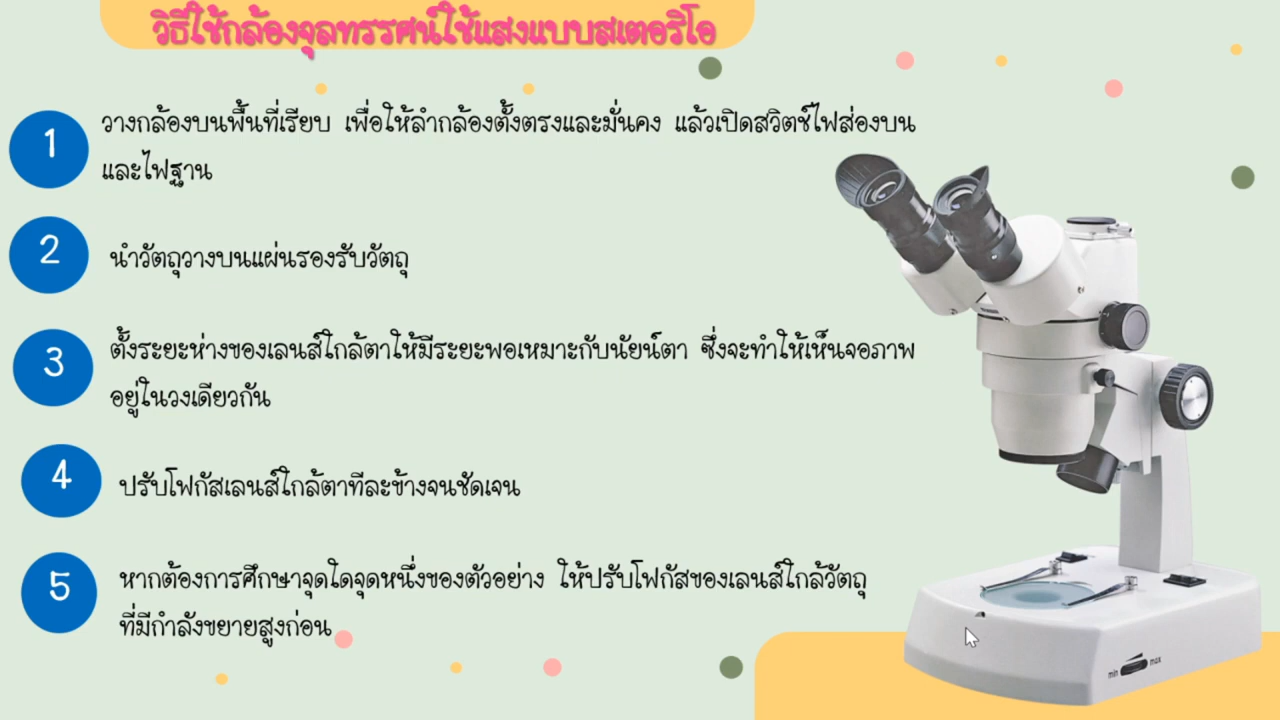 วิธีใช้กล้องจุลทรรศน์ใช้แสงแบบสเตอริโอ
1
วางกล้องบนพื้นที่เรียบ เพื่อให้ลำกล้องตั้งตรงและมั่นคง แล้วเปิดสวิตช์ไฟส่องบน
และไฟฐาน
2
นำวัตถุวางบนแผ่นรองรับวัตถุ
3
ตั้งระยะห่างของเลนส์ใกล้ตาให้มีระยะพอเหมาะกับนัยน์ตา ซึ่งจะทำให้เห็นจอภาพ
อยู่ในวงเดียวกัน
4
ปรับโฟกัสเลนส์ใกล้ตาทีละข้างจนชัดเจน
5
หากต้องการศึกษาจุดใดจุดหนึ่งของตัวอย่าง ให้ปรับโฟกัสของเลนส์ใกล้วัตถุ
ที่มีกำลังขยายสูงก่อน
min max